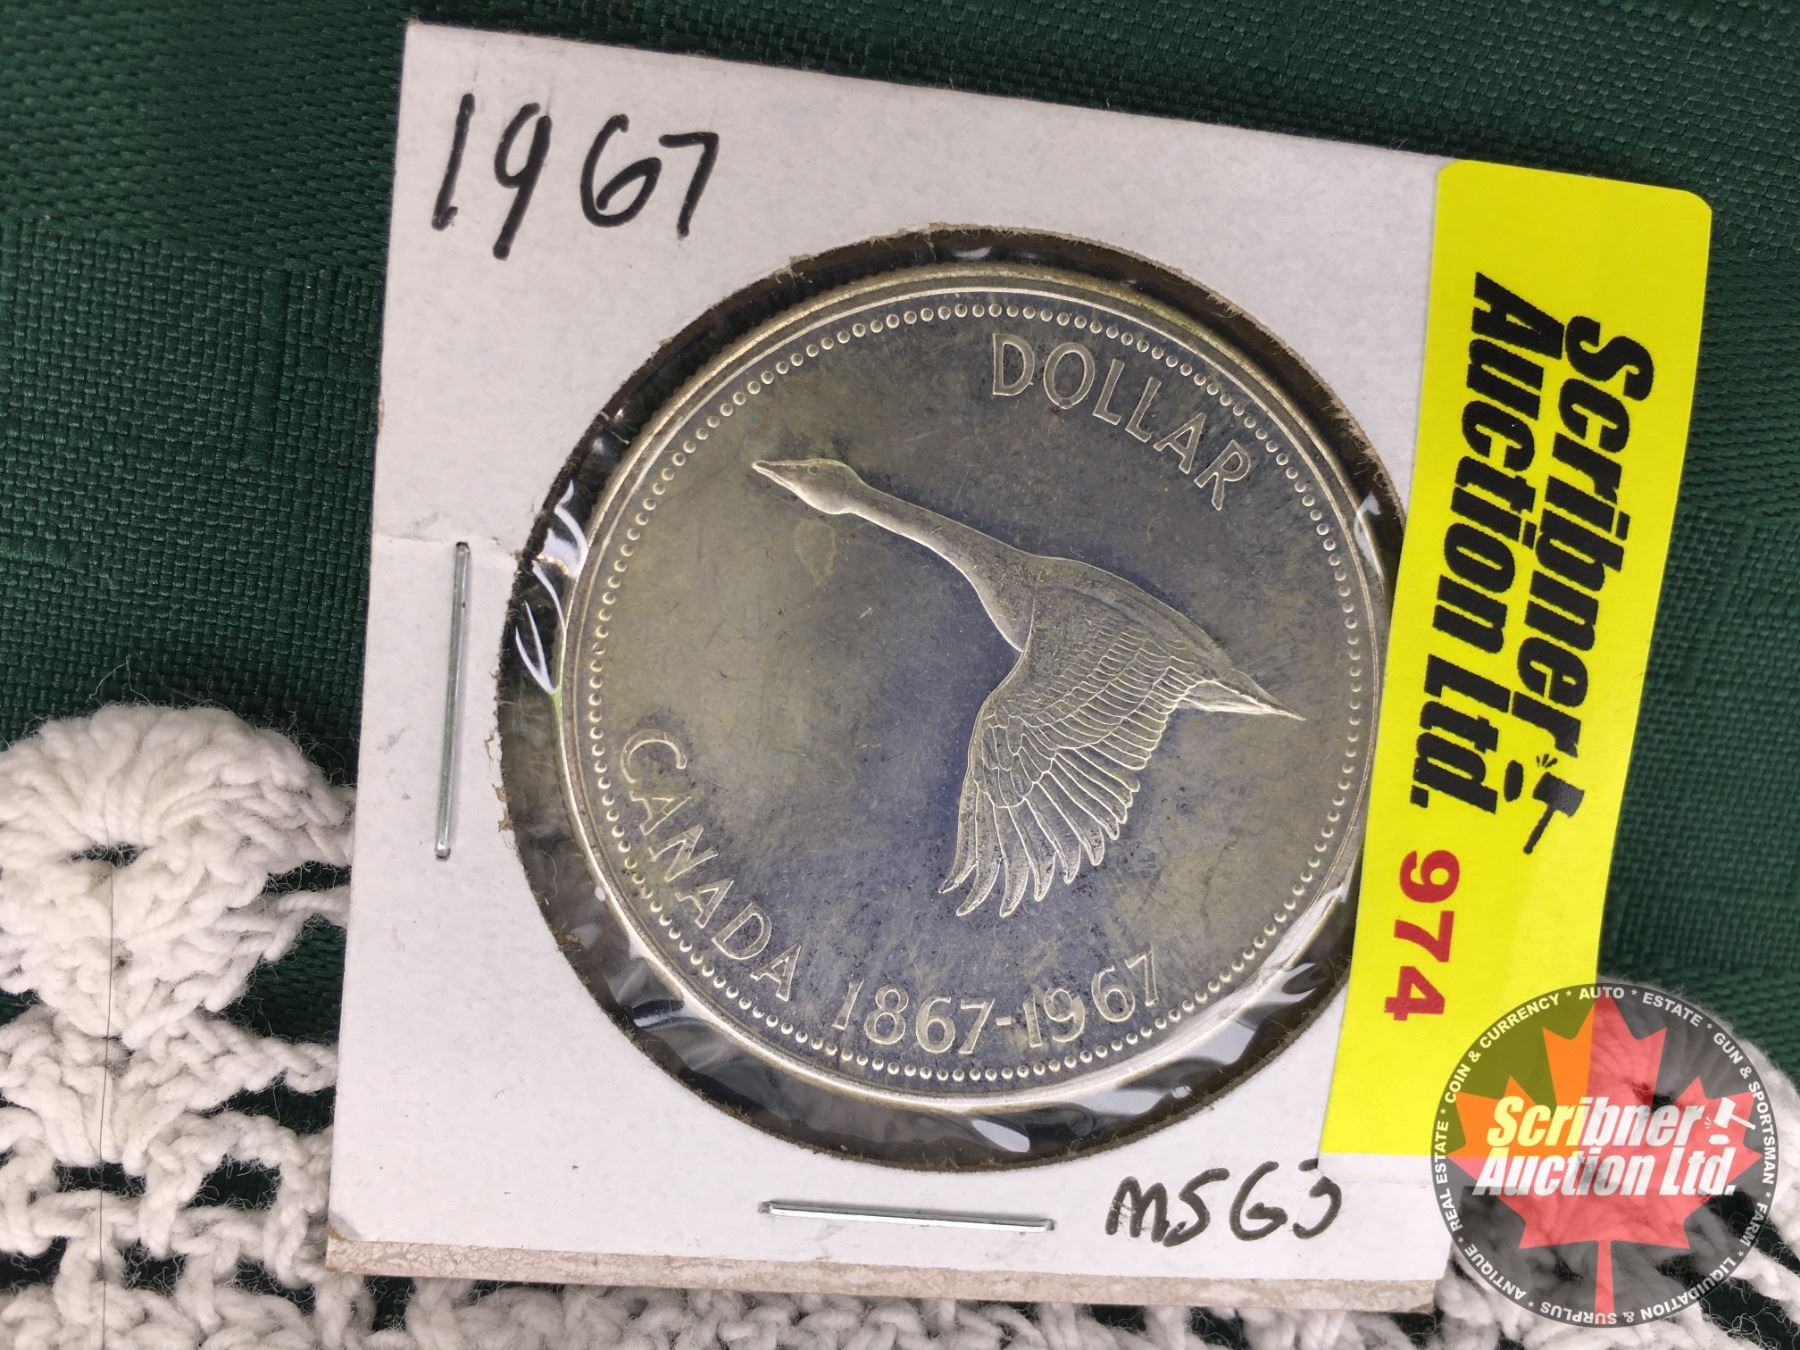 1967
DOLLAR
CANADA 1867-1967
MS63
Scribner
Auction Ltd. 974
REAL ESTATE * COIN & CURRENCY * AUTO * ESTATE * GUN & SPORTSMAN * FARM * LIQUIDATION & SURPLUS * ANTIQUE *
Scribner
Auction Ltd.